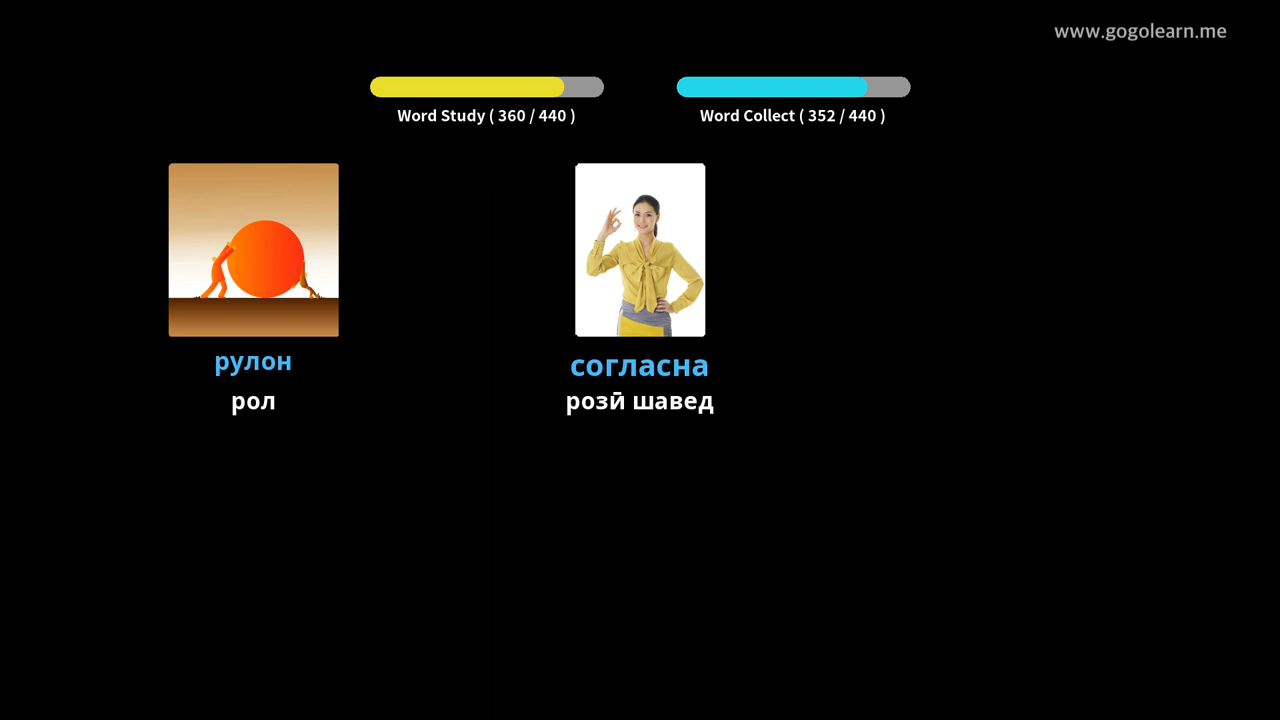 www.gogolearn.me
Word Study ( 360 / 440 )
Word Collect ( 352 / 440 )
рулон
рол
согласна
розӣ шавед